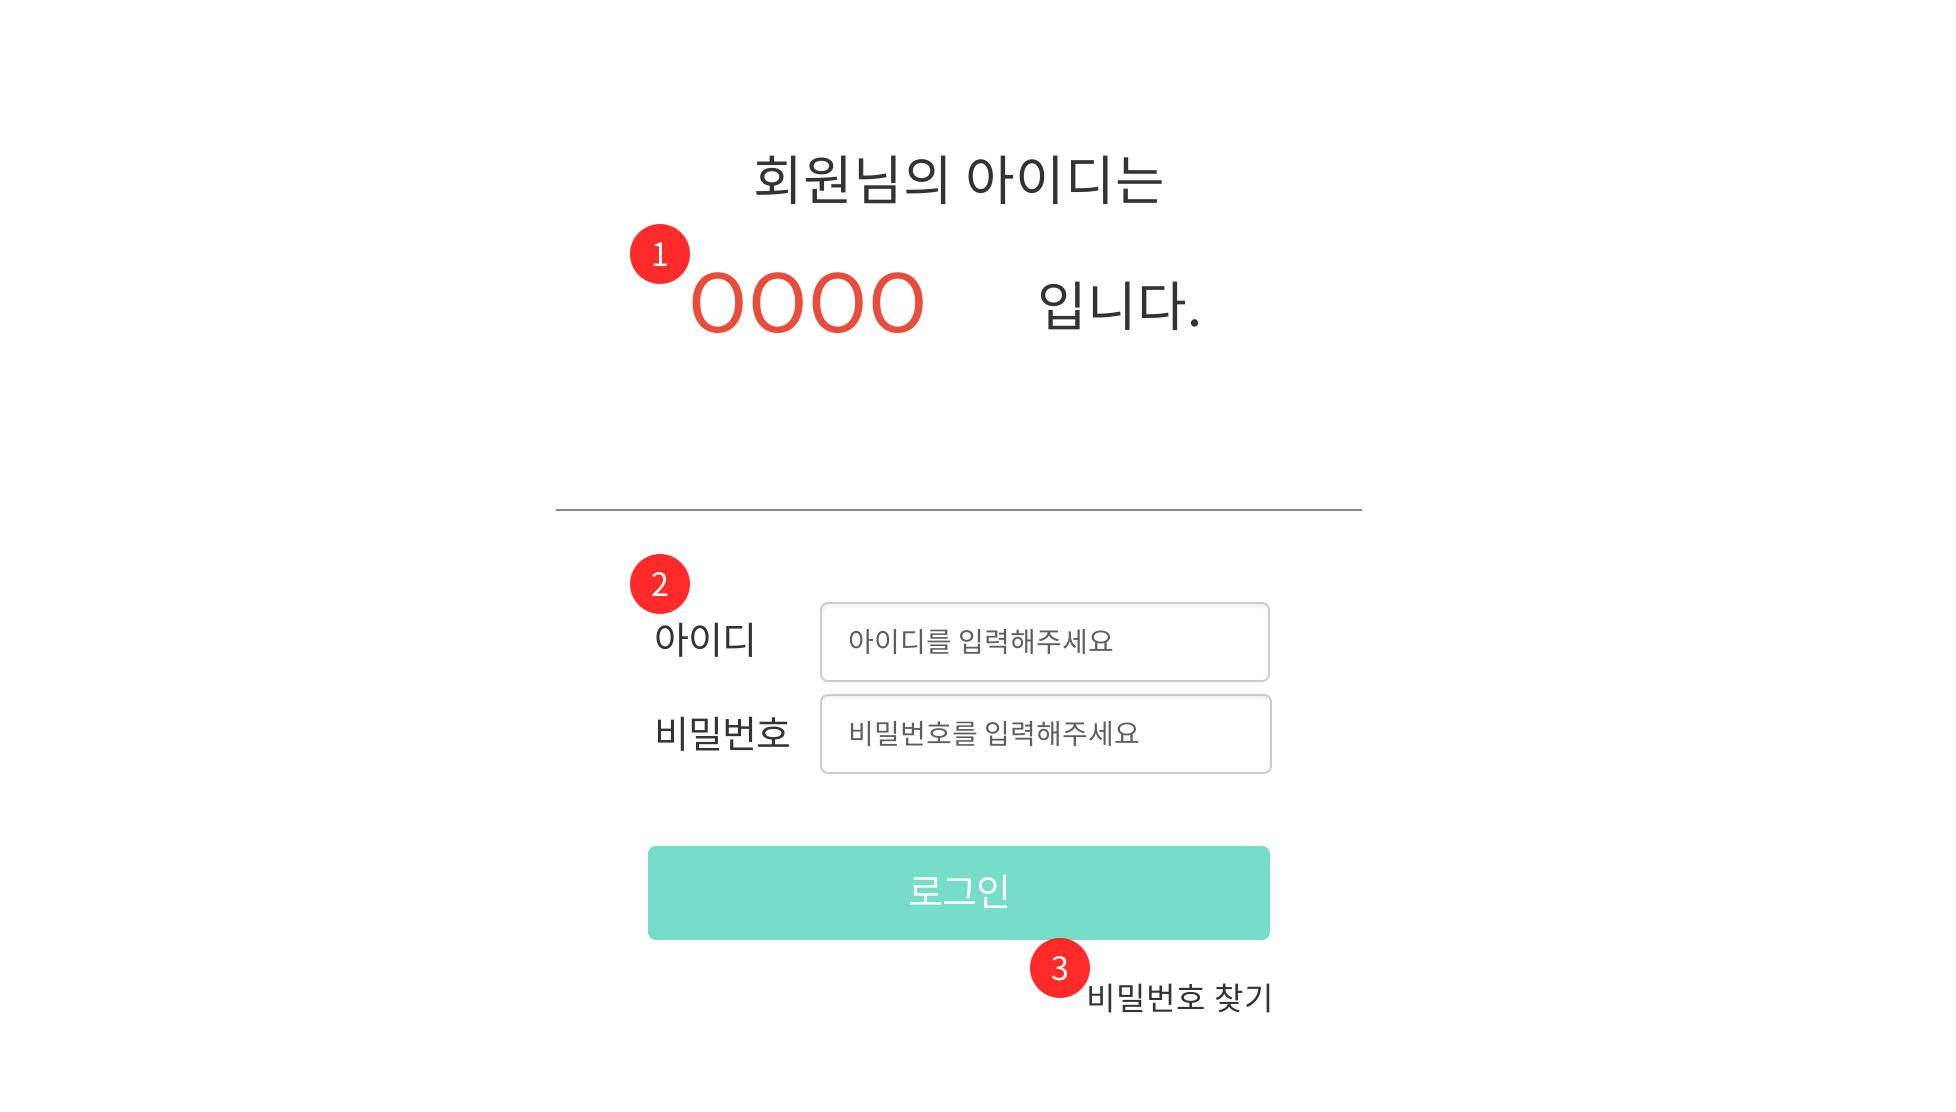 회원님의 아이디는
1
OOOO 입니다.
2
아이디 아이디를 입력해주세요
비밀번호 비밀번호를 입력해주세요
로그인
3
비밀번호 찾기